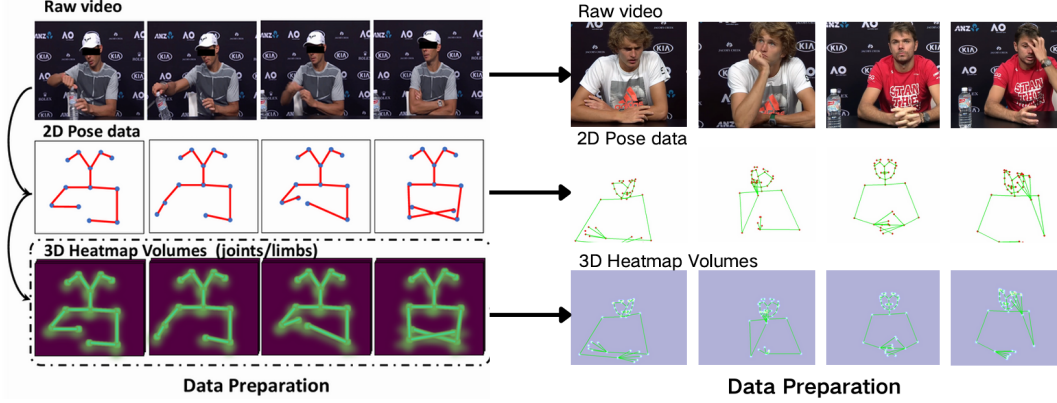 Raw video
2D Pose data
3D Heatmap Volumes (joints/limbs)
Data Preparation
Raw video
ANZ
AO
KIA
STAN
THE
2D Pose data
3D Heatmap Volumes
Data Preparation